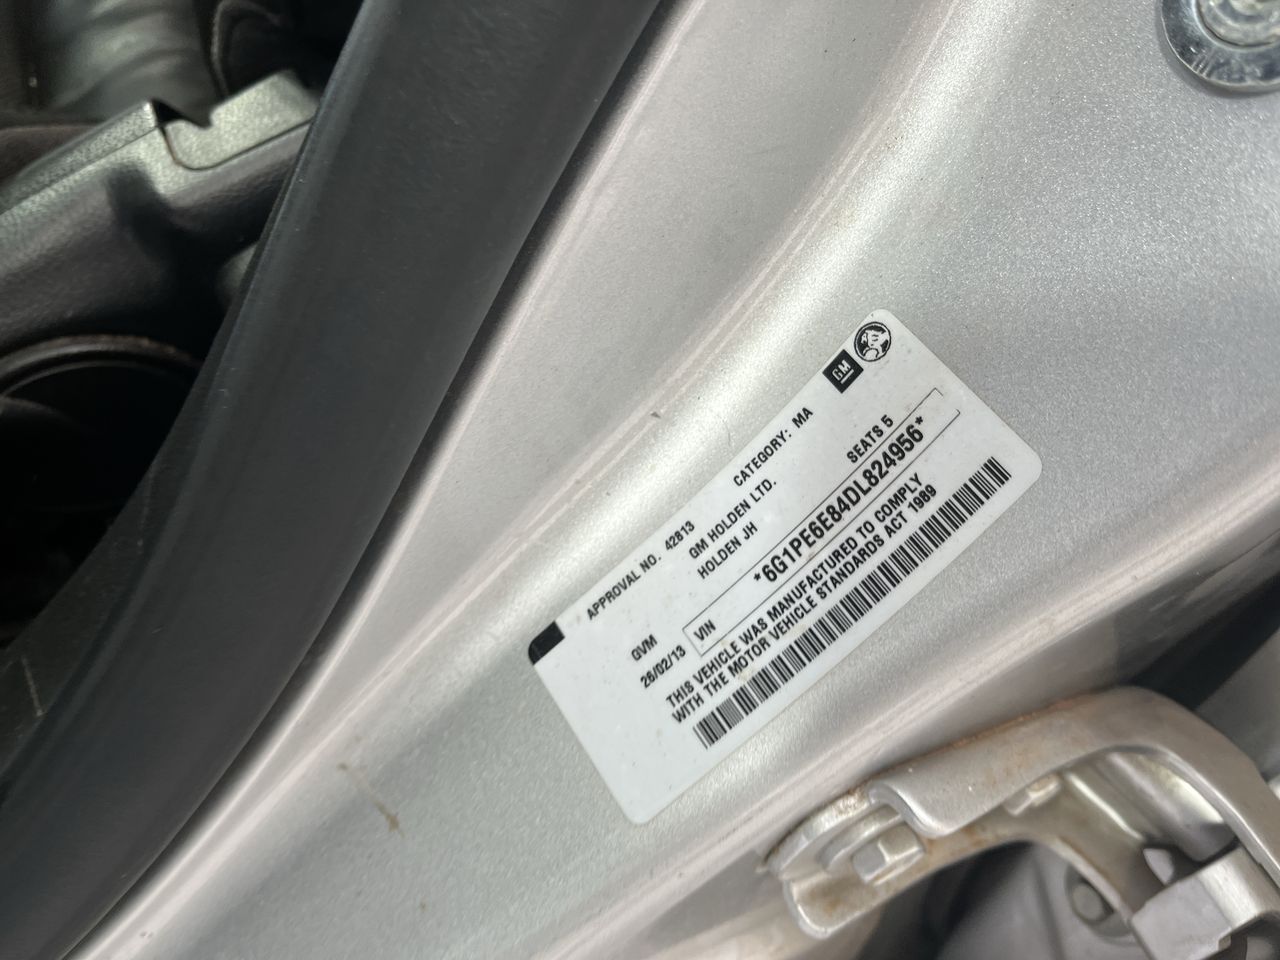 GM
APPROVAL NO. 42813 CATEGORY: MA
GM HOLDEN LTD.
GVM HOLDEN JH SEATS 5
26/02/13
VIN *6G1PE6E84DL824956*
THIS VEHICLE WAS MANUFACTURED TO COMPLY
WITH THE MOTOR VEHICLE STANDARDS ACT 1989